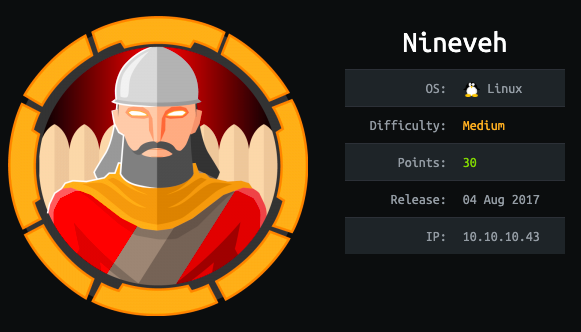 Nineveh
OS: Linux
Difficulty: Medium
Points: 30
Release: 04 Aug 2017
IP: 10.10.10.43